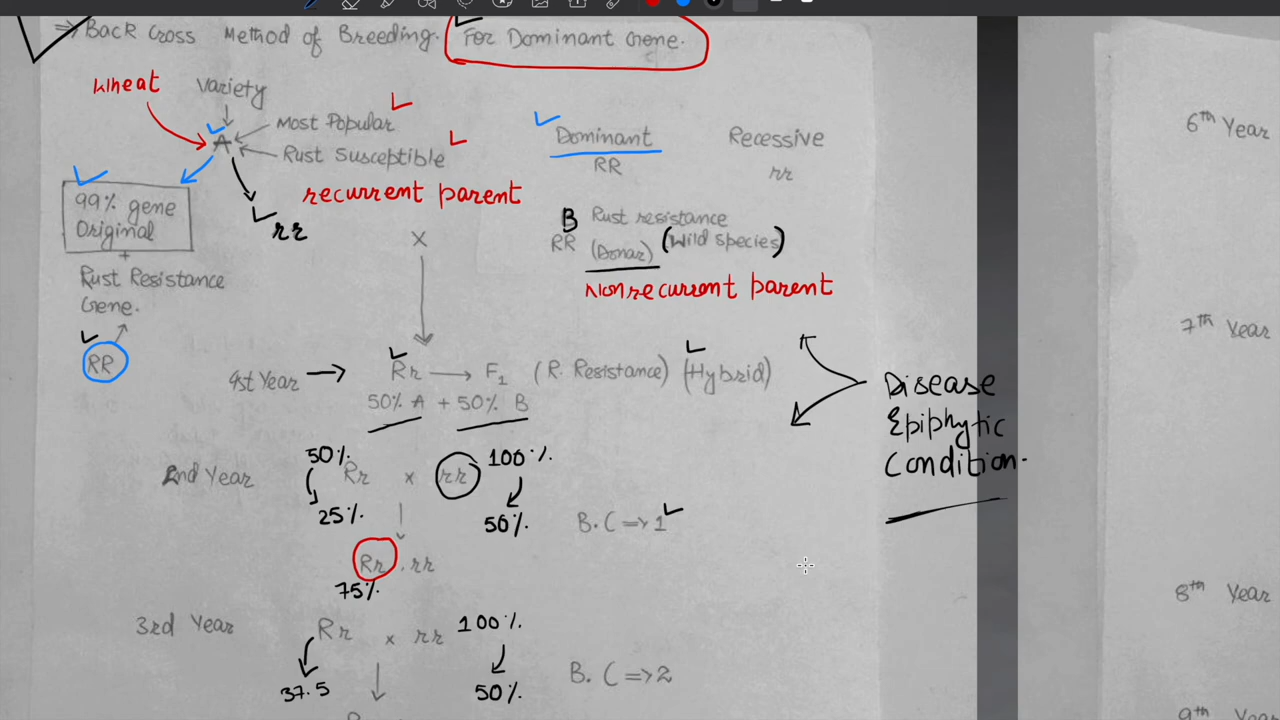 ⇒ Back Cross Method of Breeding. For Dominant Gene.
Wheat
Variety
A
Most Popular
Rust Susceptible
recurrent parent
99% gene
Original
+
Rust Resistance
Gene.
RR
rr
Dominant
RR
Recessive
rr
B Rust resistance
RR (Donar) (Wild species)
Nonrecurrent parent
X
1st Year → Rr → F1 (R. Resistance) (Hybrid)
50% A + 50% B
Disease
Epiphytic
Condition.
50% 100%
2nd Year Rr x rr
25% 50% B.C ⇒ 1
Rr, rr
75%
3rd Year Rr x rr 100%
37.5 50% B.C ⇒ 2
6th Year
7th Year
8th Year
9th